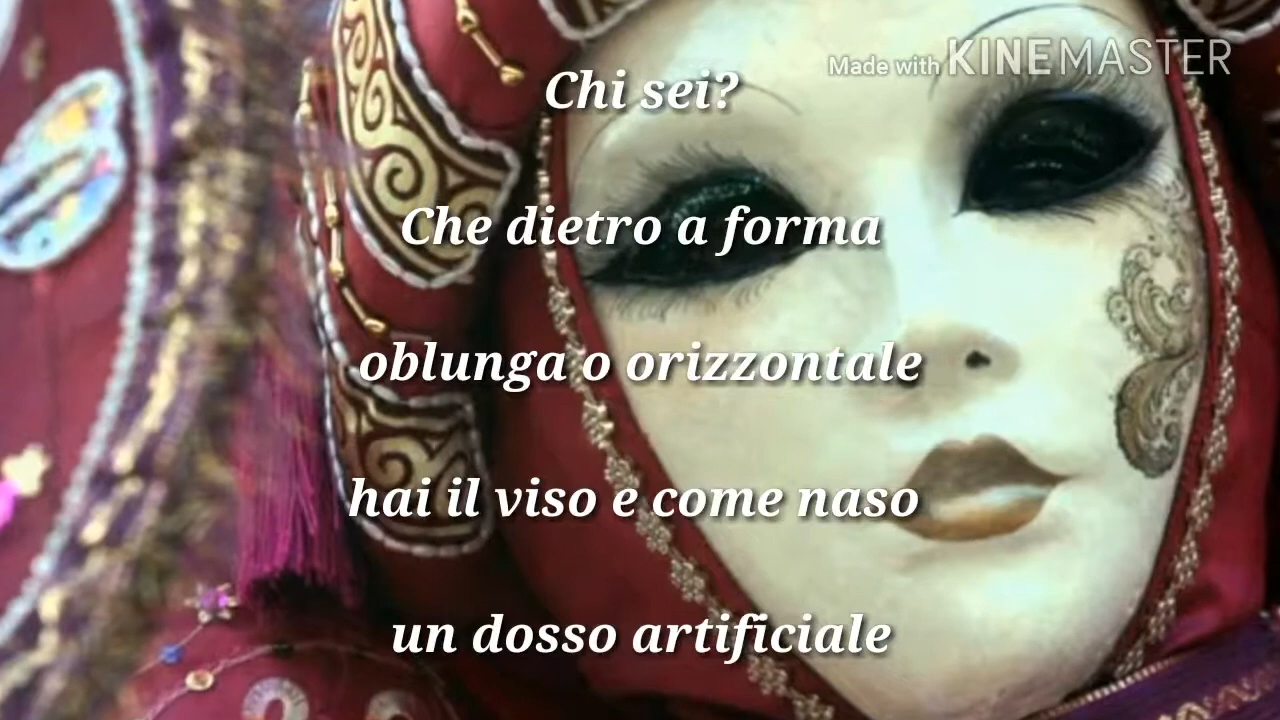 Made with KINEMASTER
Chi sei?
Che dietro a forma
oblunga o orizzontale
hai il viso e come naso
un dosso artificiale